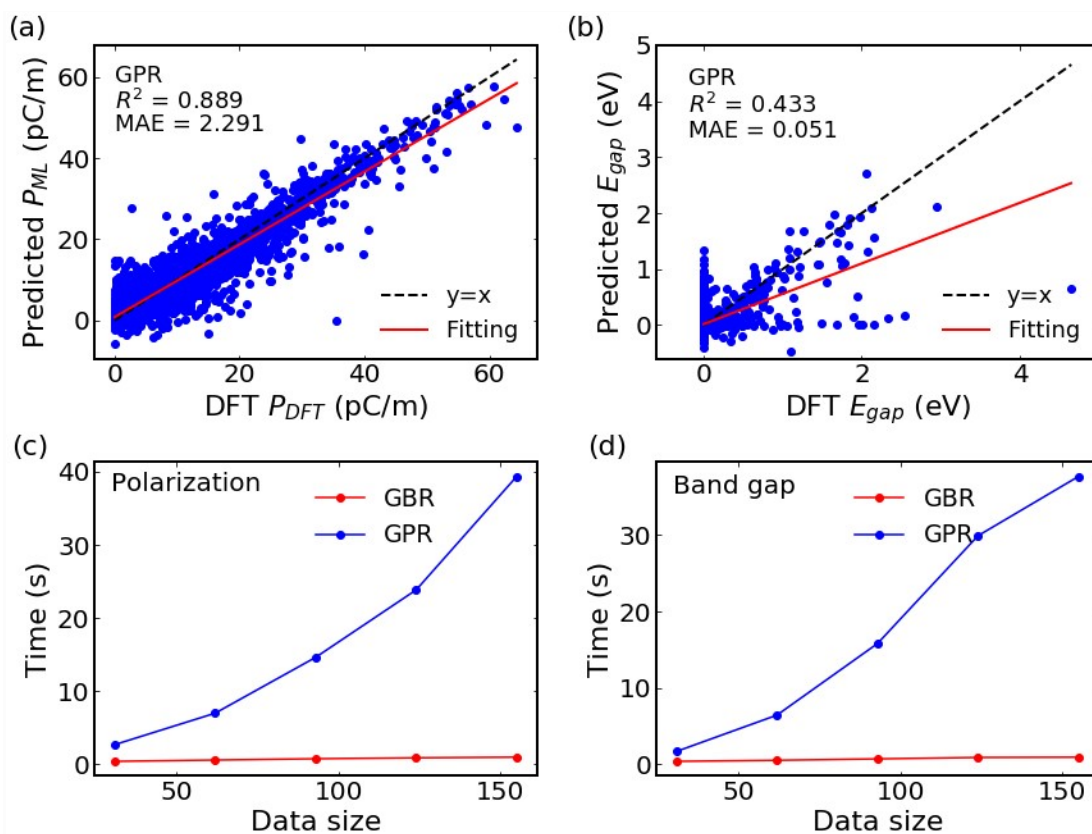 (a)
GPR
R² = 0.889
MAE = 2.291
Predicted P_ML (pC/m)
60
40
20
0
y=x
Fitting
0 20 40 60
DFT P_DFT (pC/m)
(b)
GPR
R² = 0.433
MAE = 0.051
Predicted E_gap (eV)
5
4
3
2
1
0
y=x
Fitting
0 2 4
DFT E_gap (eV)
(c)
Polarization
GBR
GPR
Time (s)
40
30
20
10
0
50 100 150
Data size
(d)
Band gap
GBR
GPR
Time (s)
30
20
10
0
50 100 150
Data size